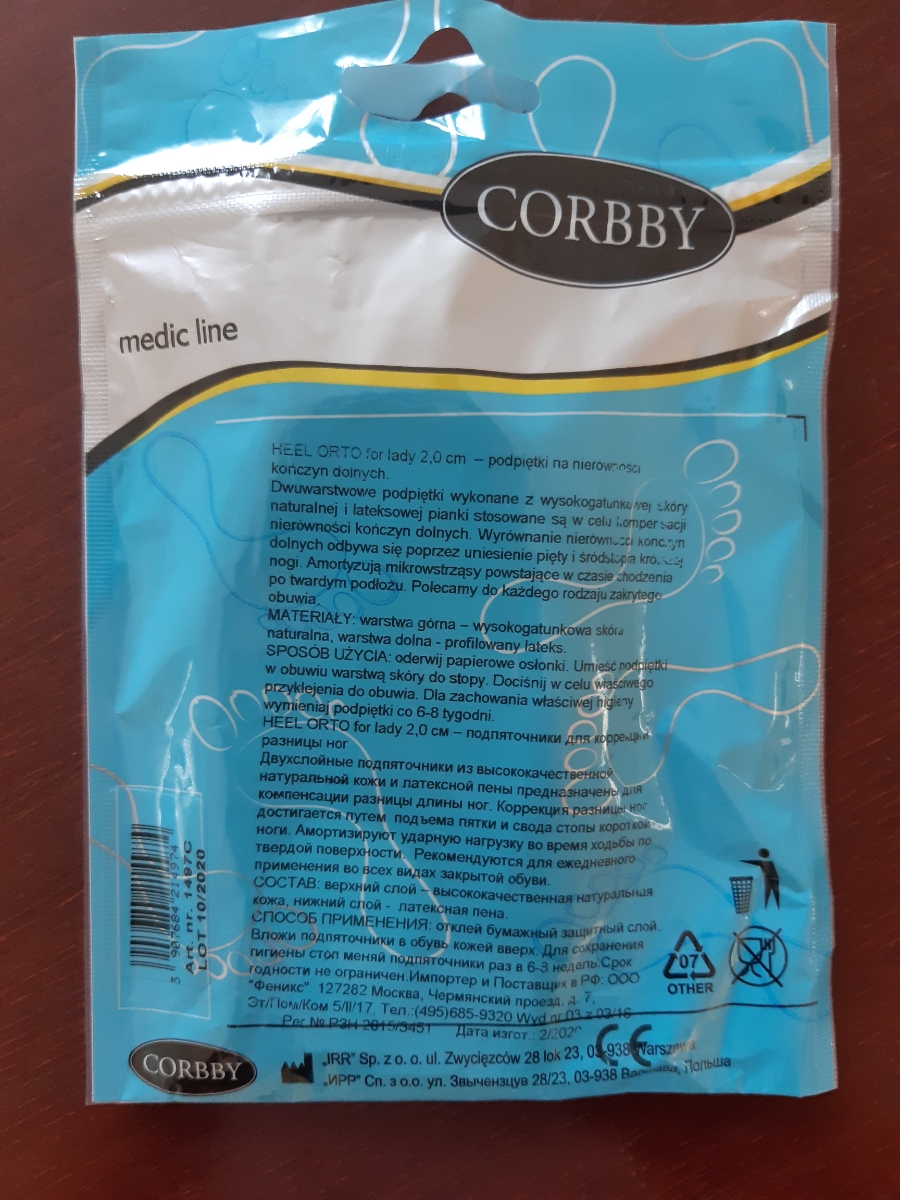 CORBBY
medic line
HEEL ORTO for lady 2,0 cm – podpiętki na nierówności
kończyn dolnych.
Dwuwarstwowe podpiętki wykonane z wysokogatunkowej skóry
naturalnej i lateksowej pianki stosowane są w celu kompensacji
nierówności kończyn dolnych. Wyrównanie nierówności kończyn
dolnych odbywa się poprzez uniesienie pięty i śródstopia krótszej
nogi. Amortyzują mikrowstrząsy powstające w czasie chodzenia
po twardym podłożu. Polecamy do każdego rodzaju zakrytego
obuwia.
MATERIAŁY: warstwa górna – wysokogatunkowa skóra
naturalna, warstwa dolna - profilowany lateks.
SPOSÓB UŻYCIA: oderwij papierowe osłonki. Umieść podpiętki
w obuwiu warstwą skóry do stopy. Dociśnij w celu właściwego
przyklejenia do obuwia. Dla zachowania właściwej higieny
wymieniaj podpiętki co 6-8 tygodni.
HEEL ORTO for lady 2,0 см – подпяточники для коррекции
разницы ног
Двухслойные подпяточники из высококачественной
натуральной кожи и латексной пены предназначены для
компенсации разницы длины ног. Коррекция разницы ног
достигается путем подъема пятки и свода стопы короткой
ноги. Амортизируют ударную нагрузку во время ходьбы по
твердой поверхности. Рекомендуются для ежедневного
применения во всех видах закрытой обуви.
СОСТАВ: верхний слой – высококачественная натуральная
кожа, нижний слой - латексная пена.
СПОСОБ ПРИМЕНЕНИЯ: отклей бумажный защитный слой.
Вложи подпяточники в обувь кожей вверх. Для сохранения
гигиены стоп меняй подпяточники раз в 6-8 недель.Срок
годности не ограничен.Импортер и Поставщик в РФ: ООО
"Феникс" 127282 Москва, Чермянский проезд, д. 7,
Эт/Пом/Ком 5/II/17. Тел.:(495)685-9320.Wyd nr 03 z 03/16.
Рег.№ РЗН 2015/3451 Дата изгот.: 2/2020
5 907684 214974
Art. nr. 1497C
LOT 10/2020
07
OTHER
CE
CORBBY
„IRR" Sp. z o. o. ul. Zwycięzców 28 lok 23, 03-938 Warszawa
„ИРР" Сп. з о.о. ул. Звычензцув 28/23, 03-938 Варшава, Польша